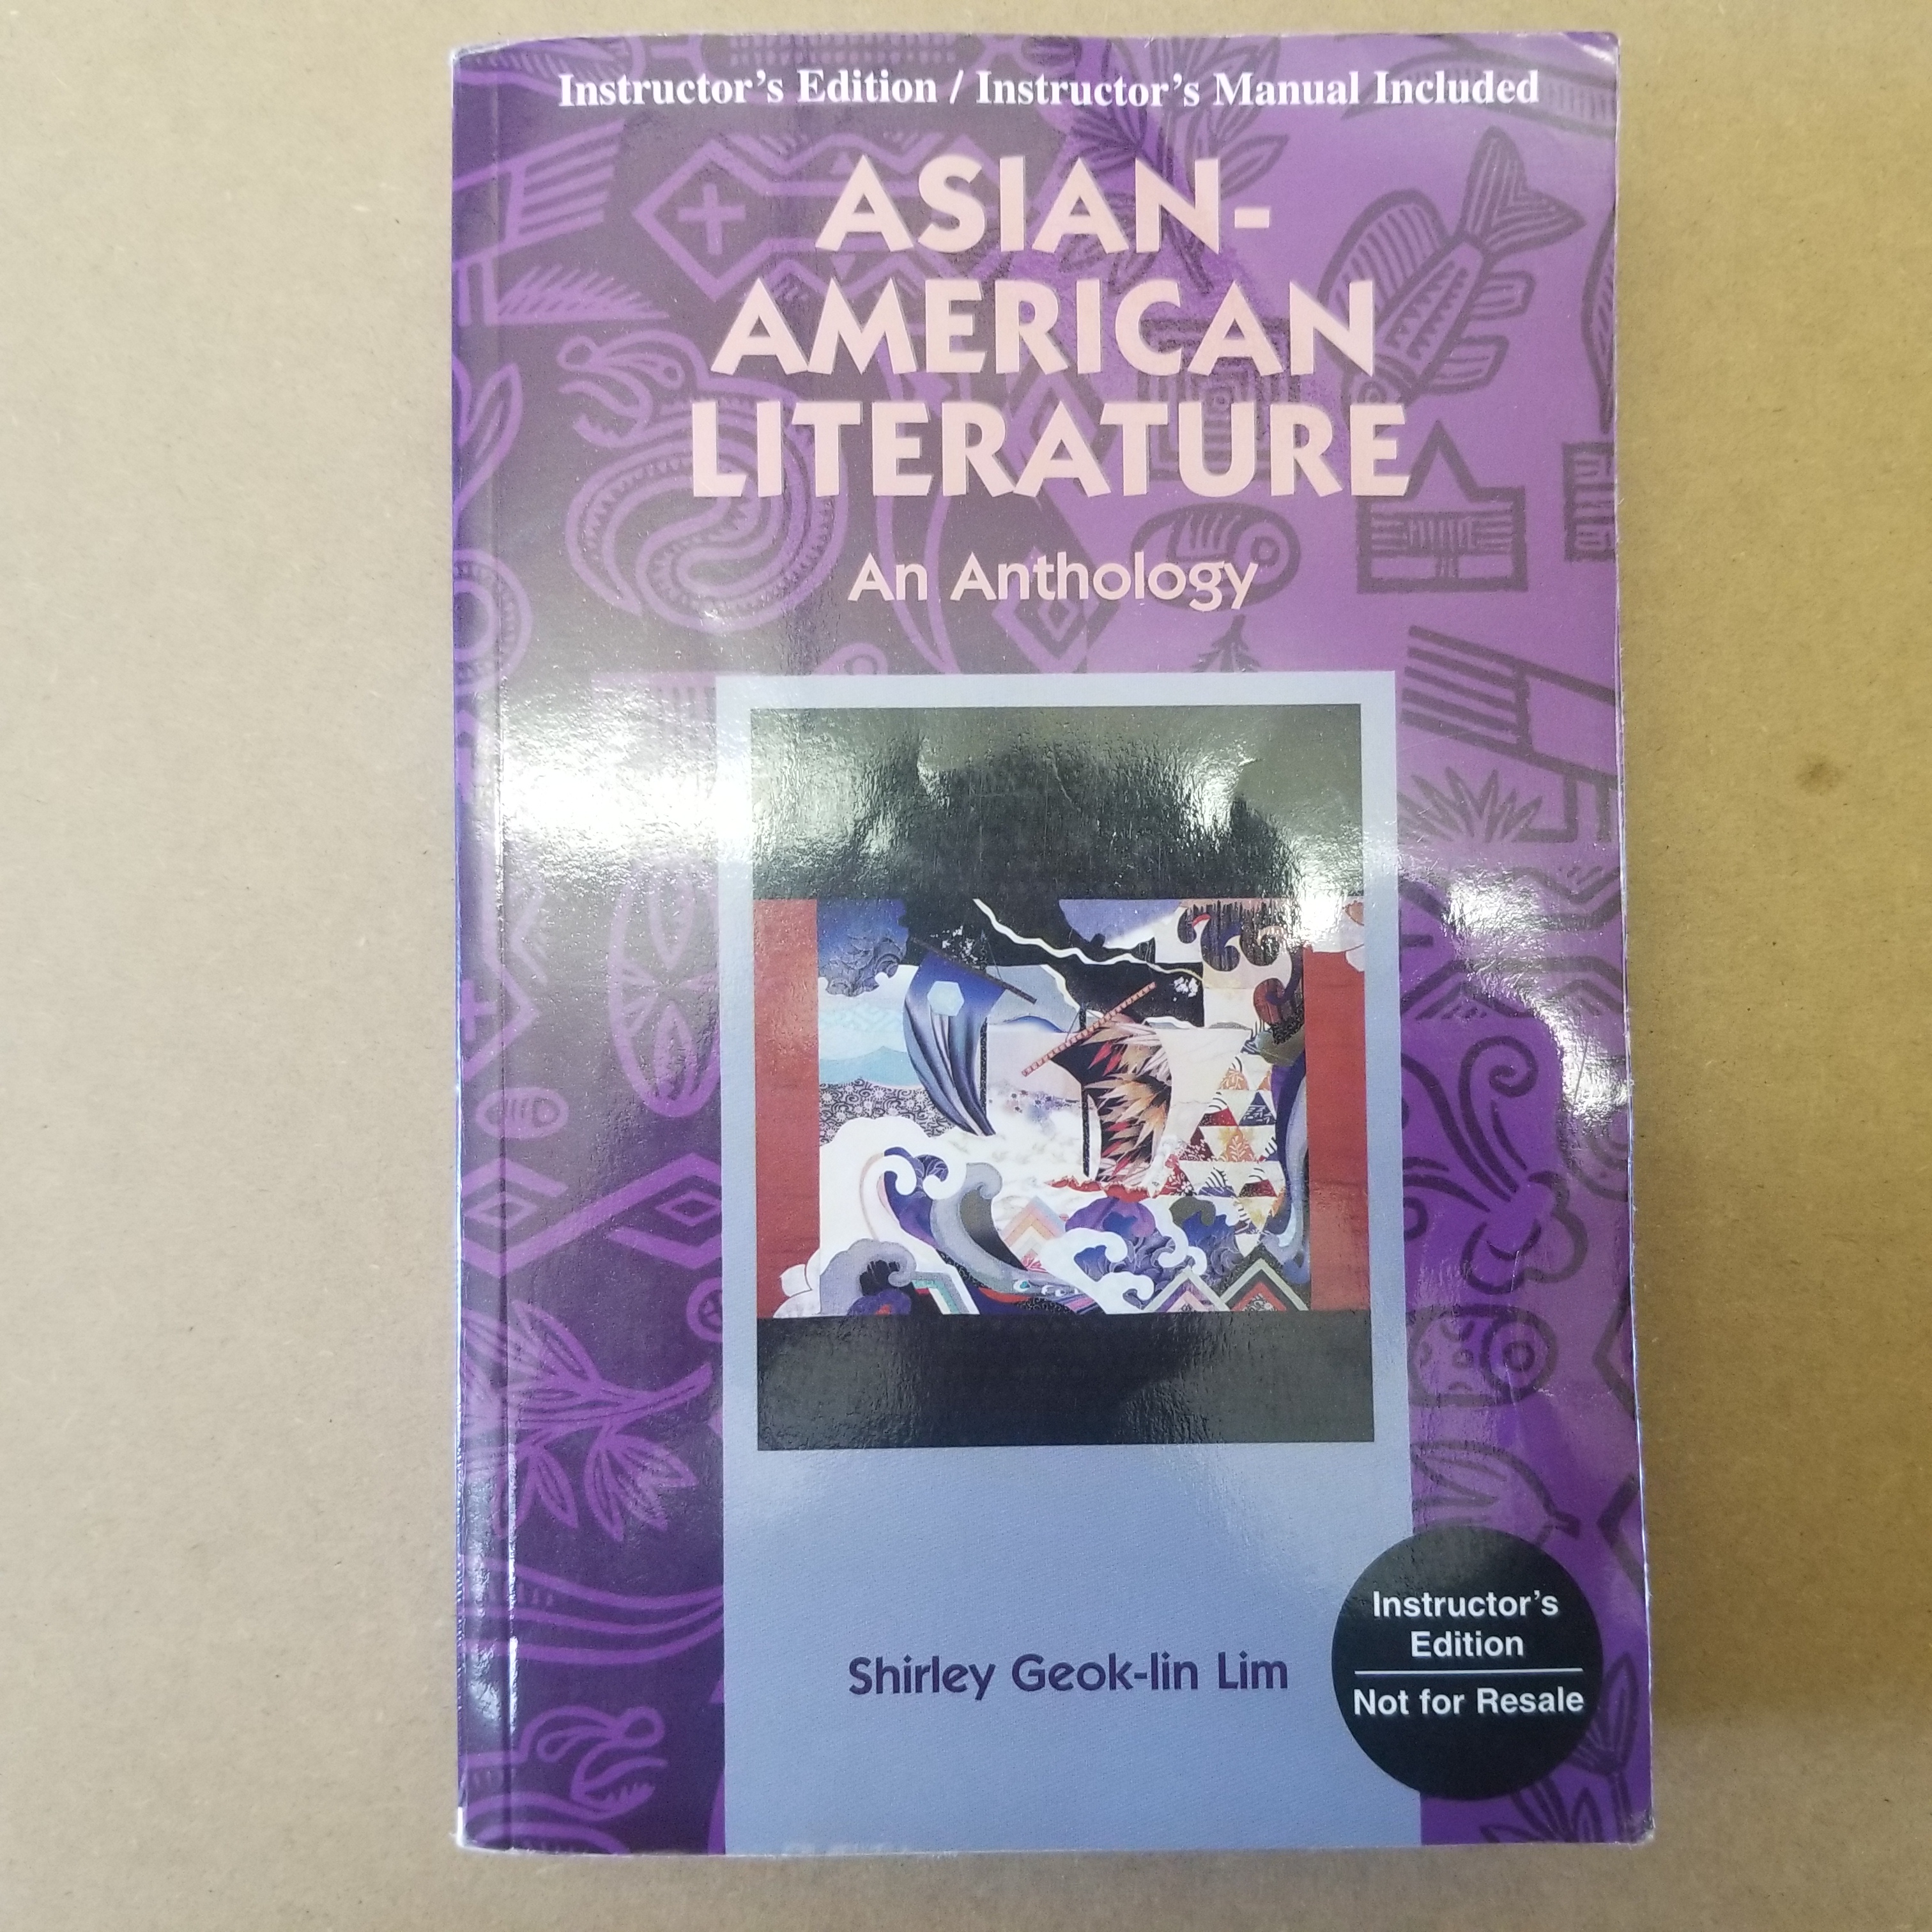 Instructor's Edition / Instructor's Manual Included
ASIAN-
AMERICAN
LITERATURE
An Anthology
Shirley Geok-lin Lim
Instructor's
Edition
Not for Resale